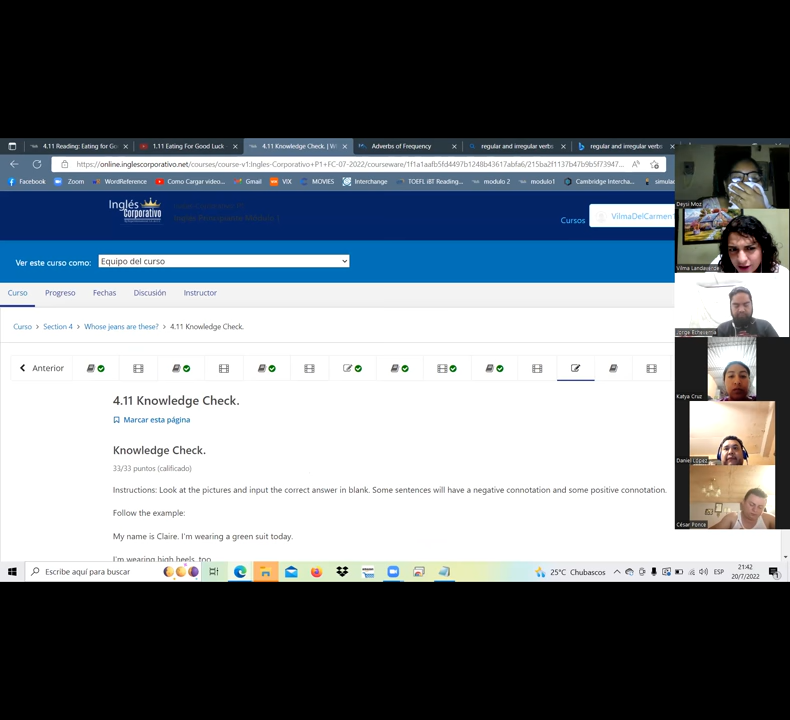 4.11 Reading: Eating for Go
1.11 Eating For Good Luck
4.11 Knowledge Check. | W
Adverbs of Frequency
regular and irregular verbs
regular and irregular verbs
https://online.inglescorporativo.net/courses/course-v1:Ingles-Corporativo+P1+FC-07-2022/courseware/
Facebook
Zoom
WordReference
Como Cargar video...
Gmail
VIX
MOVIES
Interchange
TOEFL iBT Reading...
modulo 2
modulo1
Cambridge Intercha...
simulac
Inglés
Corporativo
Cursos
VilmaDelCarmen
Ver este curso como:
Equipo del curso
Curso
Progreso
Fechas
Discusión
Instructor
Curso > Section 4 > Whose jeans are these? > 4.11 Knowledge Check.
Anterior
4.11 Knowledge Check.
Marcar esta página
Knowledge Check.
33/33 puntos (calificado)
Instructions: Look at the pictures and input the correct answer in blank. Some sentences will have a negative connotation and some positive connotation.
Follow the example:
My name is Claire. I'm wearing a green suit today.
I'm wearing high heels, too.
Deysi Moz
Vilma Landaverde
Jorge Echeverria
Katya Cruz
Daniel López
César Ponce
Escribe aquí para buscar
25°C Chubascos
ESP
21:42
20/7/2022